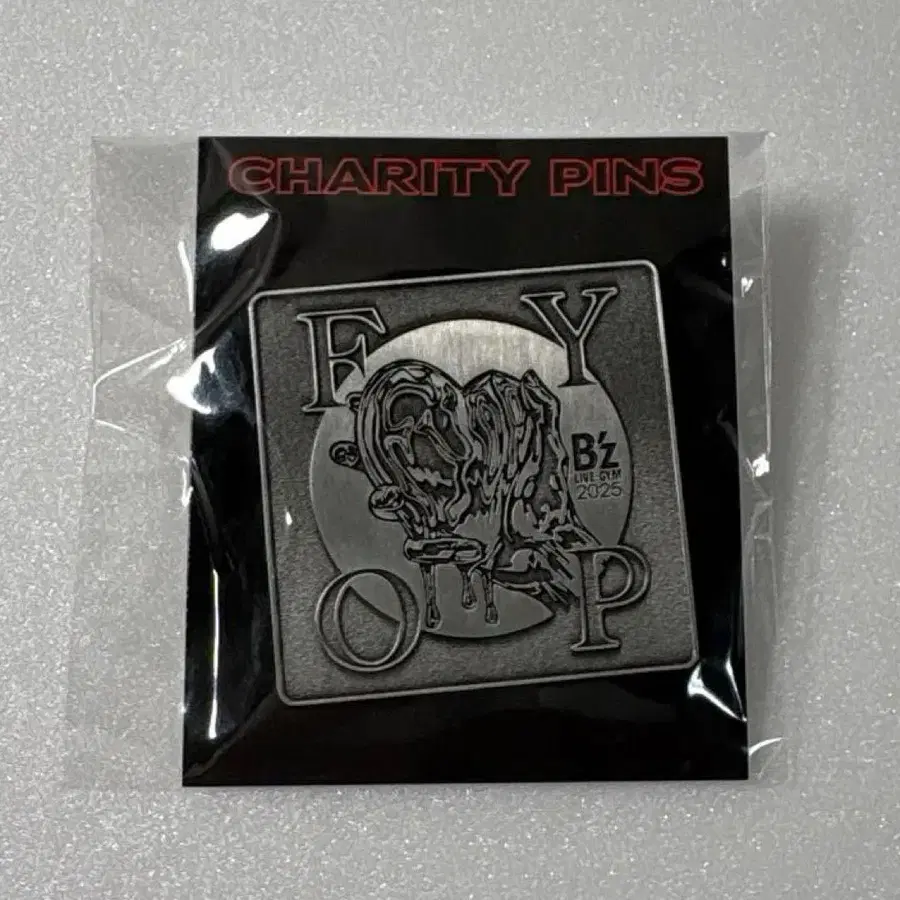 CHARITY PINS
F Y
B'z
LIVE-GYM
2025
O P